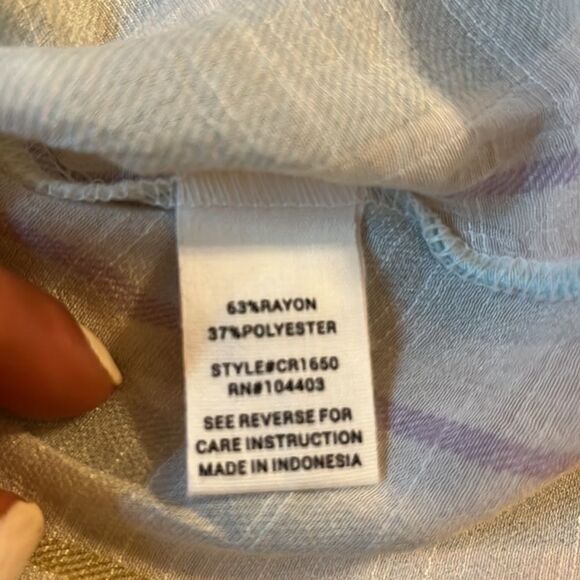 63%RAYON
37%POLYESTER
STYLE#CR1650
RN#104403
SEE REVERSE FOR
CARE INSTRUCTION
MADE IN INDONESIA